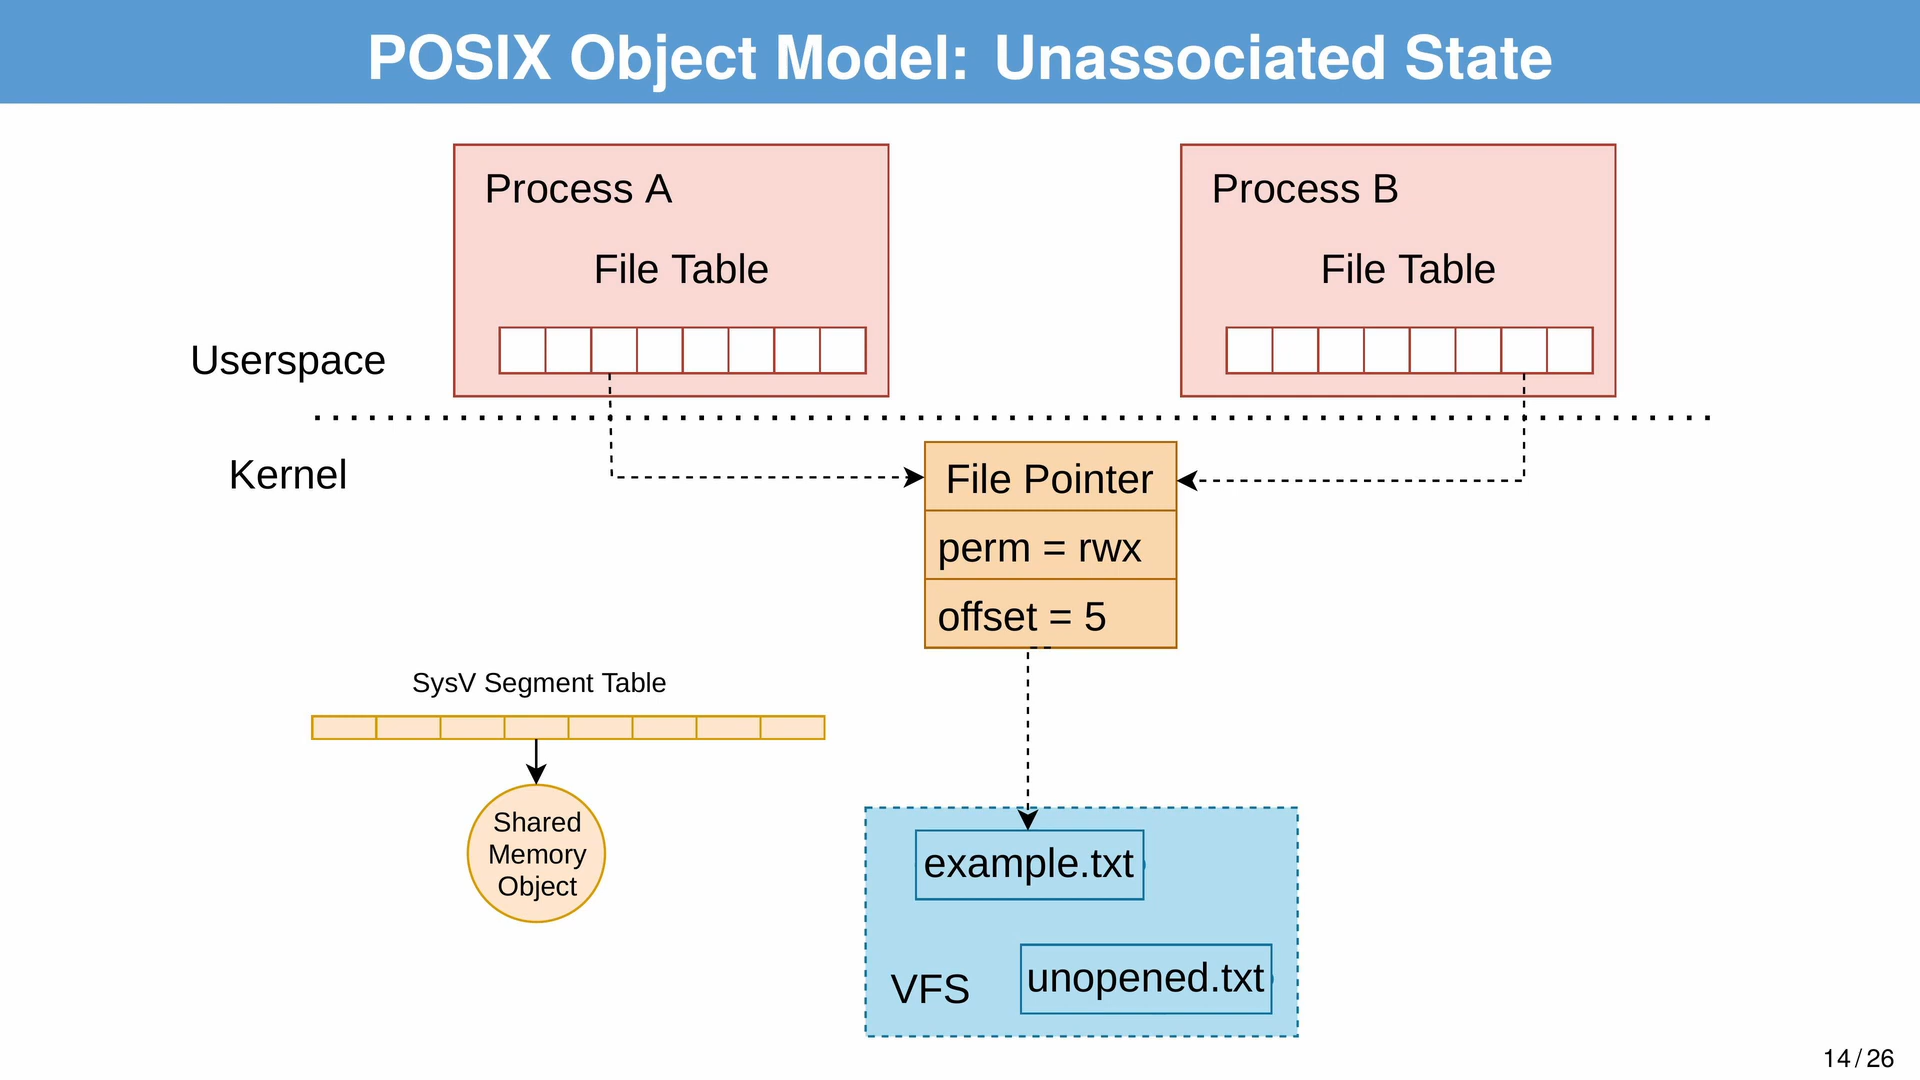 POSIX Object Model: Unassociated State
Process A
File Table
Process B
File Table
Userspace
Kernel
File Pointer
perm = rwx
offset = 5
SysV Segment Table
Shared
Memory
Object
example.txt
unopened.txt
VFS
14 / 26